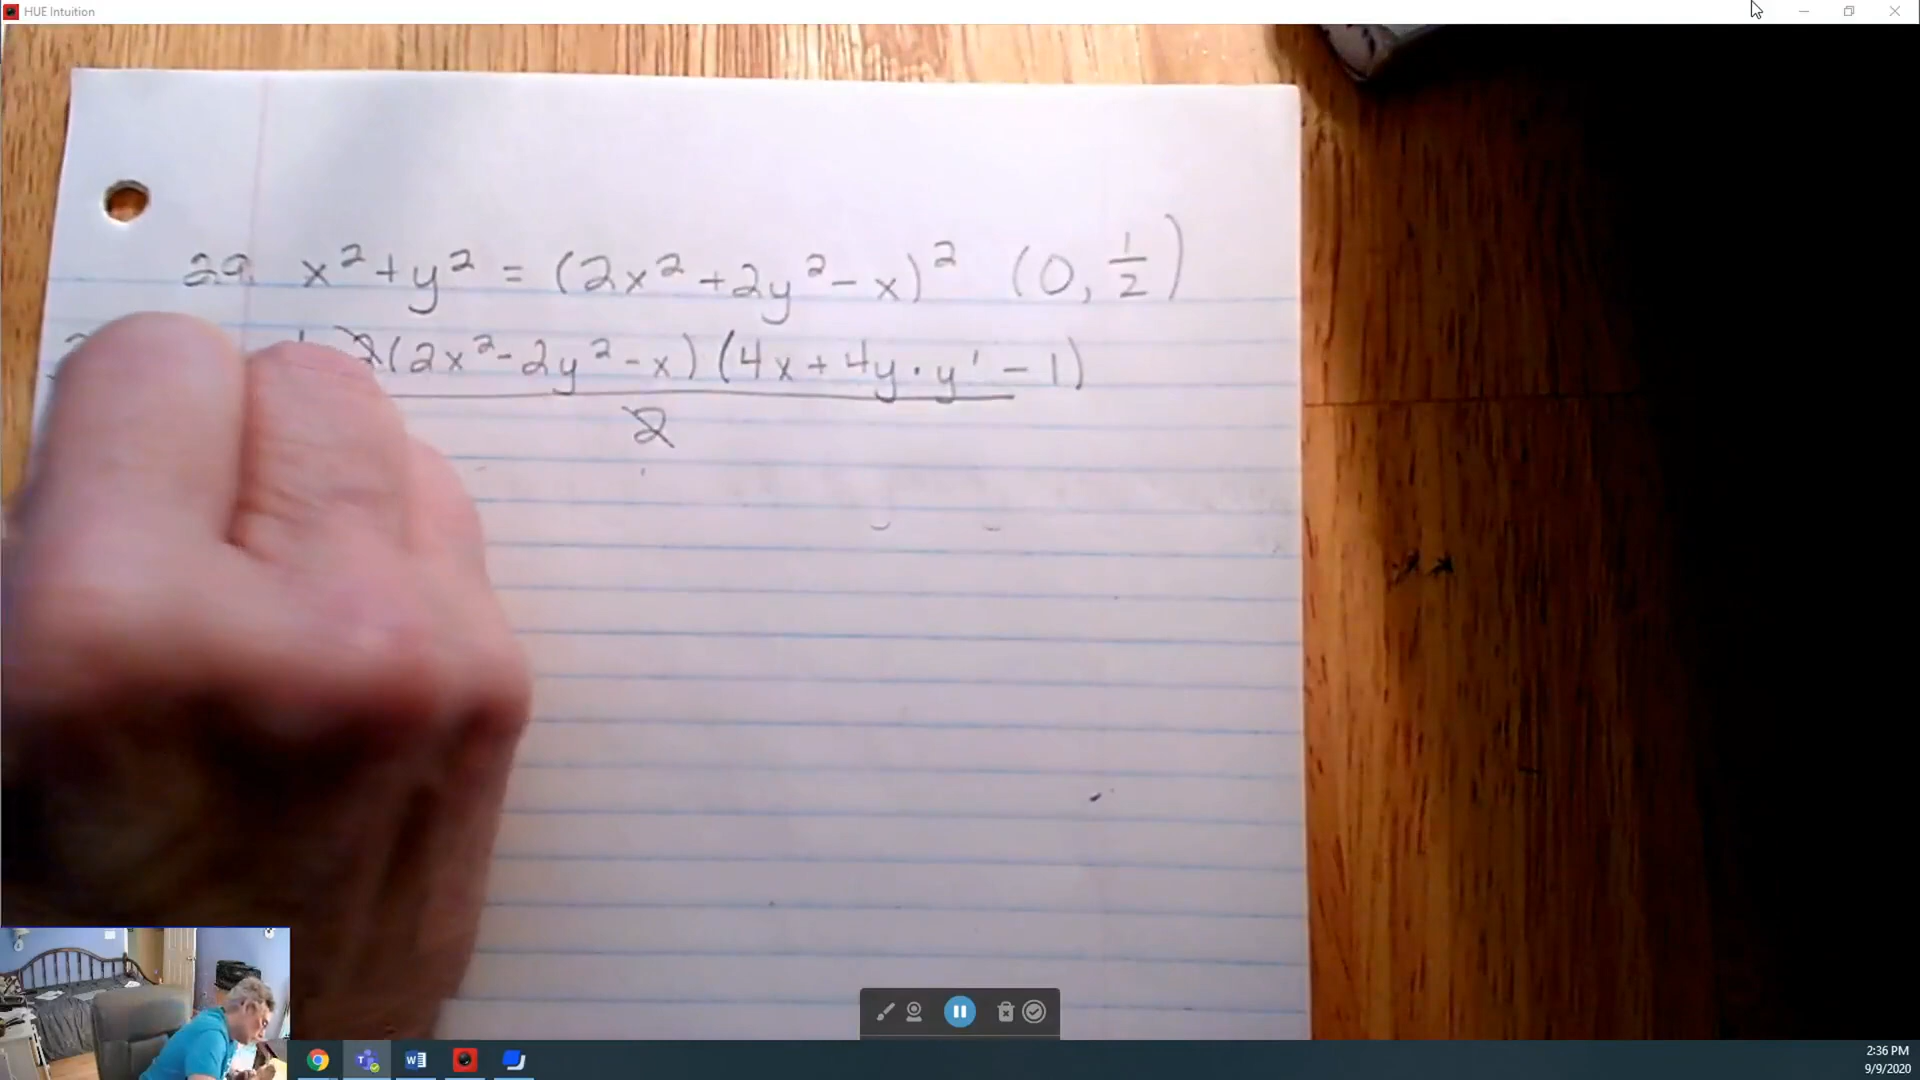 HUE Intuition
29. x² + y² = (2x² + 2y² - x)² (0, 1/2)
2(2x² - 2y² - x)(4x + 4y · y' - 1)
2
2:36 PM
9/9/2020